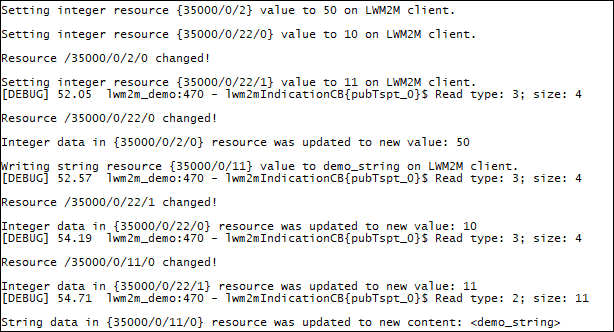 Setting integer resource {35000/0/2} value to 50 on LWM2M client.
Setting integer resource {35000/0/22/0} value to 10 on LWM2M client.
Resource /35000/0/2/0 changed!
Setting integer resource {35000/0/22/1} value to 11 on LWM2M client.
[DEBUG] 52.05  lwm2m_demo:470 - lwm2mIndicationCB{pubTspt_0}$ Read type: 3; size: 4
Resource /35000/0/22/0 changed!
Integer data in {35000/0/2/0} resource was updated to new value: 50
Writing string resource {35000/0/11} value to demo_string on LWM2M client.
[DEBUG] 52.57  lwm2m_demo:470 - lwm2mIndicationCB{pubTspt_0}$ Read type: 3; size: 4
Resource /35000/0/22/1 changed!
Integer data in {35000/0/22/0} resource was updated to new value: 10
[DEBUG] 54.19  lwm2m_demo:470 - lwm2mIndicationCB{pubTspt_0}$ Read type: 3; size: 4
Resource /35000/0/11/0 changed!
Integer data in {35000/0/22/1} resource was updated to new value: 11
[DEBUG] 54.71  lwm2m_demo:470 - lwm2mIndicationCB{pubTspt_0}$ Read type: 2; size: 11
String data in {35000/0/11/0} resource was updated to new content: <demo_string>